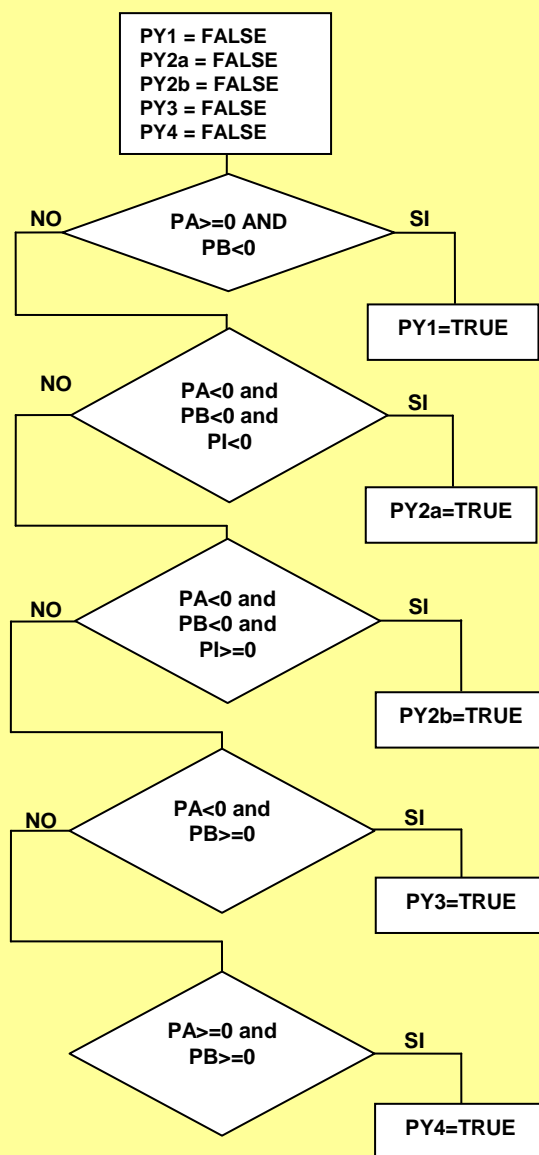 PY1 = FALSE
PY2a = FALSE
PY2b = FALSE
PY3 = FALSE
PY4 = FALSE
NO
PA>=0 AND
PB<0
SI
PY1=TRUE
NO
PA<0 and
PB<0 and
PI<0
SI
PY2a=TRUE
NO
PA<0 and
PB<0 and
PI>=0
SI
PY2b=TRUE
NO
PA<0 and
PB>=0
SI
PY3=TRUE
PA>=0 and
PB>=0
SI
PY4=TRUE